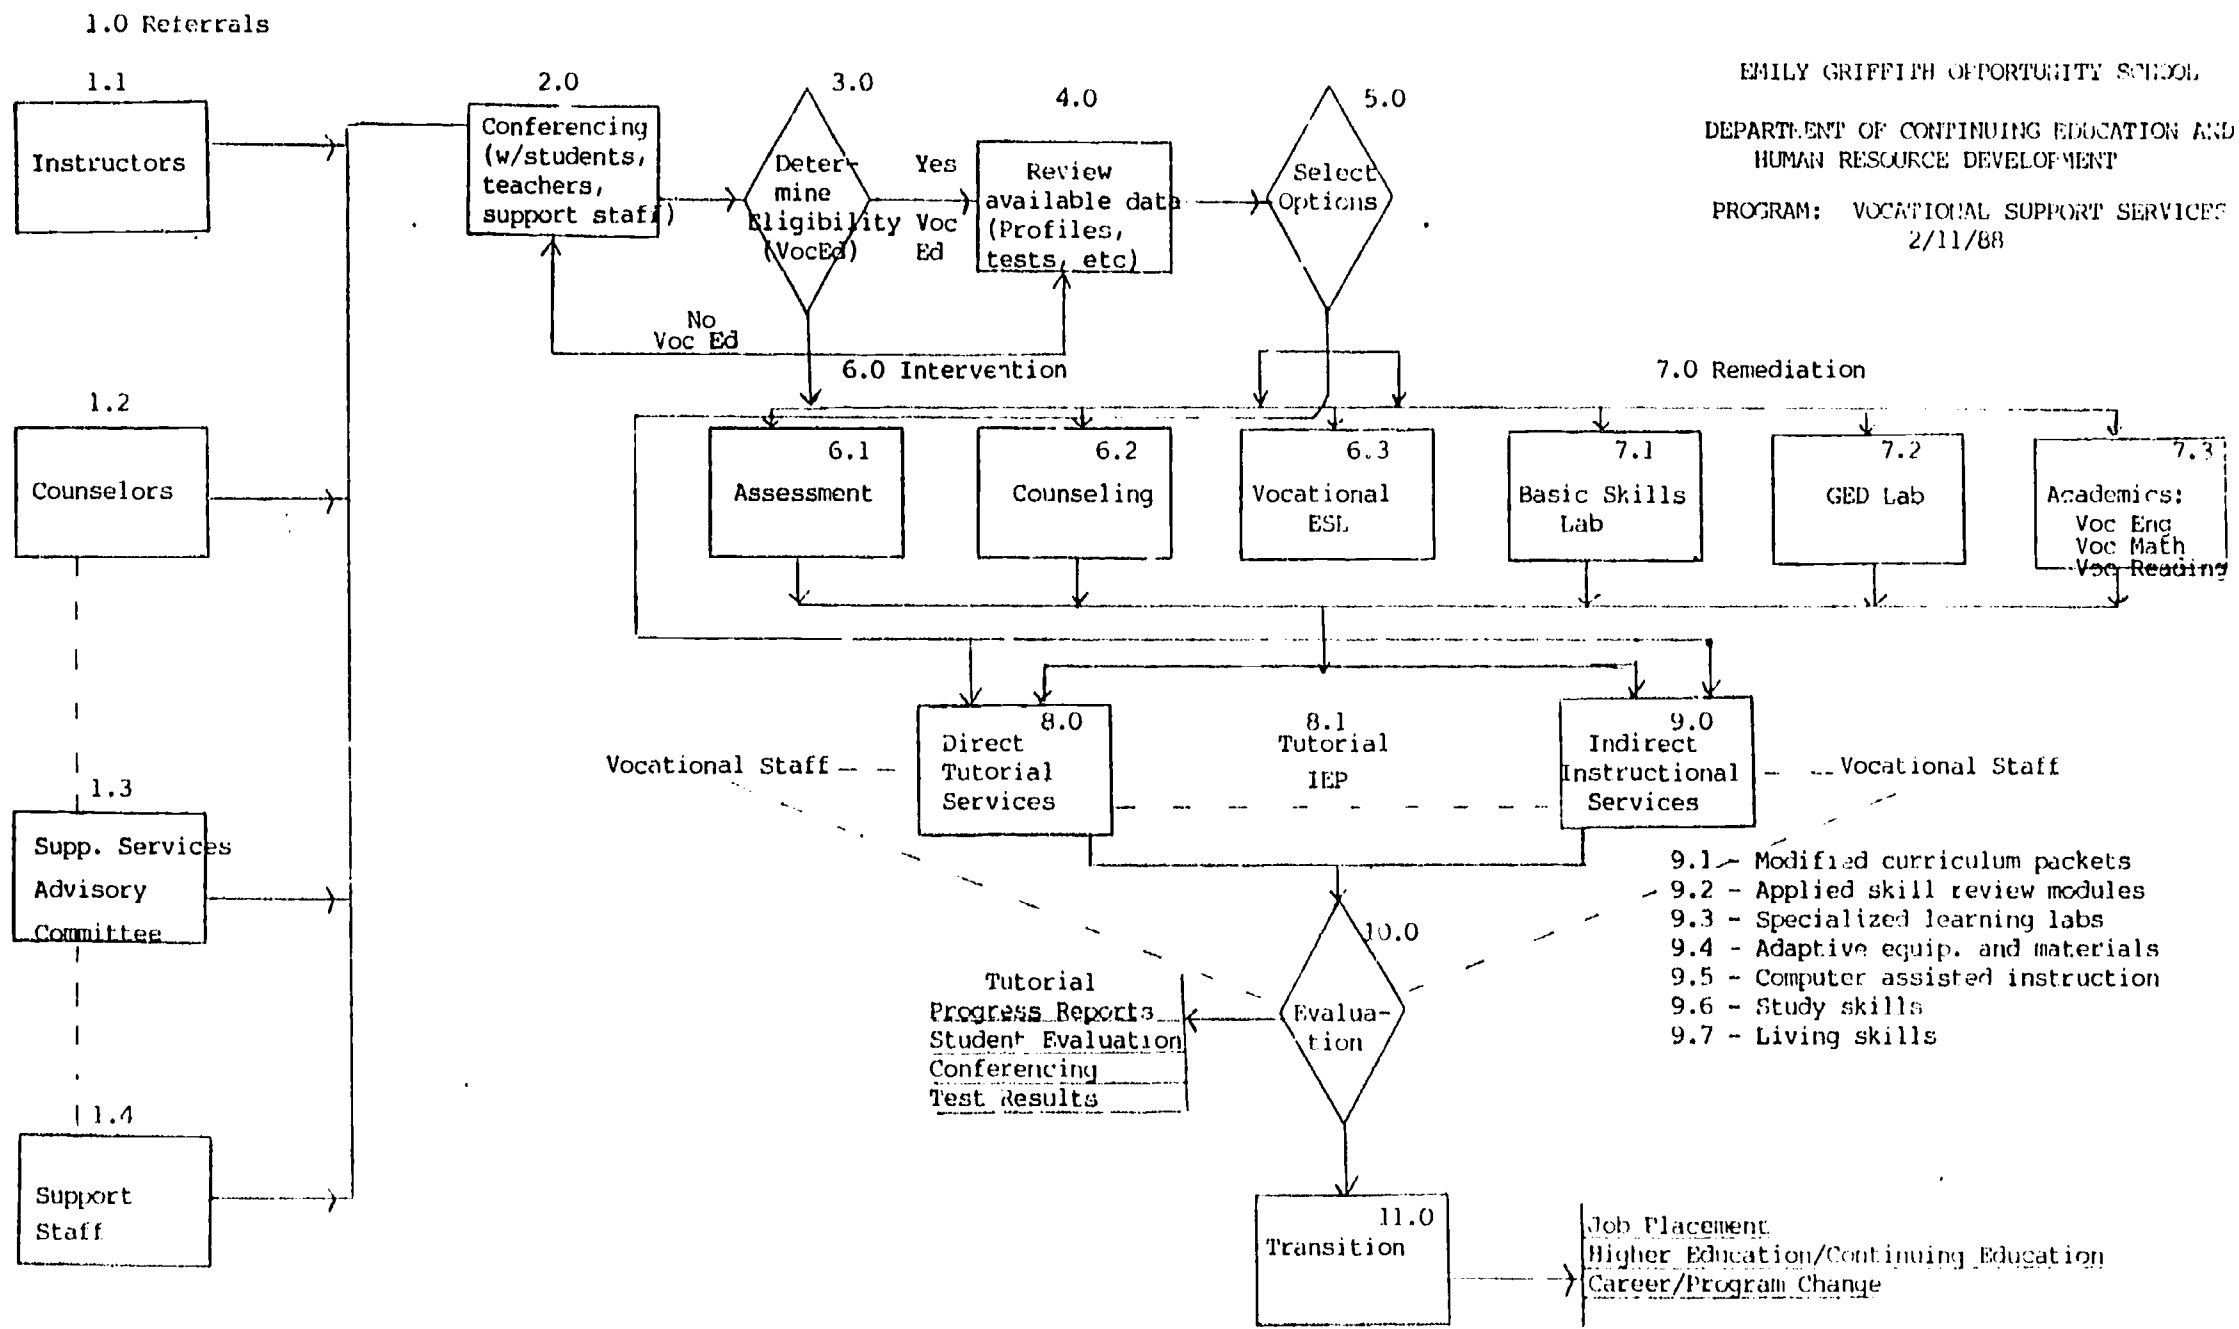 1.0 Referrals
EMILY GRIFFITH OPPORTUNITY SCHOOL
DEPARTMENT OF CONTINUING EDUCATION AND
HUMAN RESOURCE DEVELOPMENT
PROGRAM: VOCATIONAL SUPPORT SERVICES
2/11/88
1.1
Instructors
1.2
Counselors
1.3
Supp. Services
Advisory
Committee
1.4
Support
Staff
2.0
Conferencing
(w/students,
teachers,
support staff)
3.0
Deter-
mine
Eligibility
(VocEd)
Yes
Voc
Ed
No
Voc Ed
4.0
Review
available data
(Profiles,
tests, etc)
5.0
Select
Options
6.0 Intervention
7.0 Remediation
6.1
Assessment
6.2
Counseling
6.3
Vocational
ESL
7.1
Basic Skills
Lab
7.2
GED Lab
7.3
Academics:
Voc Eng
Voc Math
Voc Reading
Vocational Staff
8.0
Direct
Tutorial
Services
8.1
Tutorial
IEP
9.0
Indirect
Instructional
Services
Vocational Staff
9.1 - Modified curriculum packets
9.2 - Applied skill review modules
9.3 - Specialized learning labs
9.4 - Adaptive equip. and materials
9.5 - Computer assisted instruction
9.6 - Study skills
9.7 - Living skills
10.0
Evalua-
tion
Tutorial
Progress Reports
Student Evaluation
Conferencing
Test Results
11.0
Transition
Job Placement
Higher Education/Continuing Education
Career/Program Change